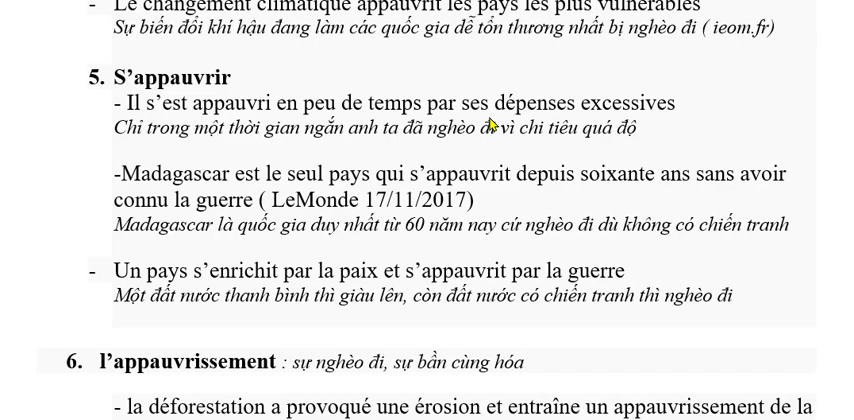 - Le changement climatique appauvrit les pays les plus vulnérables
Sự biến đổi khí hậu đang làm các quốc gia dễ tổn thương nhất bị nghèo đi ( ieom.fr)
5. S’appauvrir
- Il s’est appauvri en peu de temps par ses dépenses excessives
Chỉ trong một thời gian ngắn anh ta đã nghèo đi vì chi tiêu quá độ
-Madagascar est le seul pays qui s’appauvrit depuis soixante ans sans avoir
connu la guerre ( LeMonde 17/11/2017)
Madagascar là quốc gia duy nhất từ 60 năm nay cứ nghèo đi dù không có chiến tranh
- Un pays s’enrichit par la paix et s’appauvrit par la guerre
Một đất nước thanh bình thì giàu lên, còn đất nước có chiến tranh thì nghèo đi
6. l’appauvrissement : sự nghèo đi, sự bần cùng hóa
- la déforestation a provoqué une érosion et entraîne un appauvrissement de la